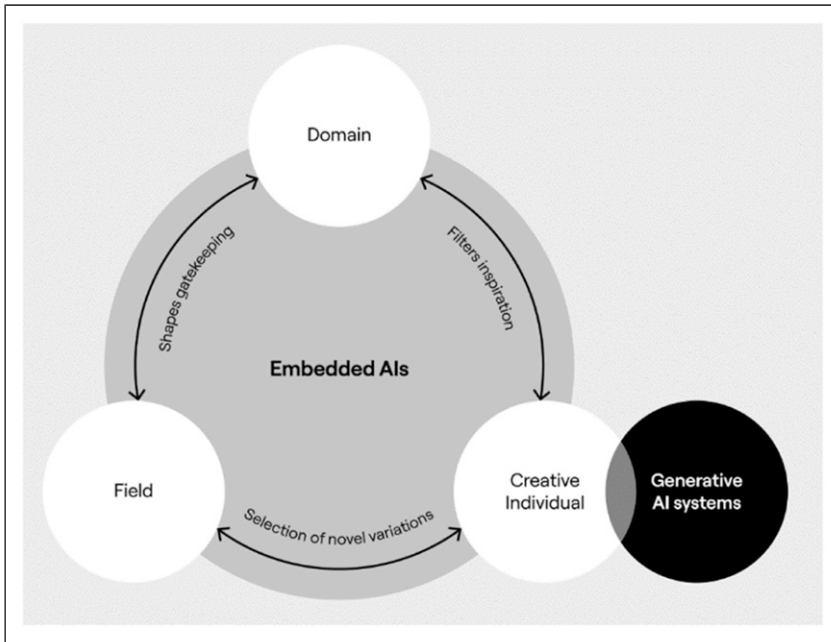 Domain
Shapes gatekeeping
Filters inspiration
Embedded AIs
Field
Creative
Individual
Generative
AI systems
Selection of novel variations